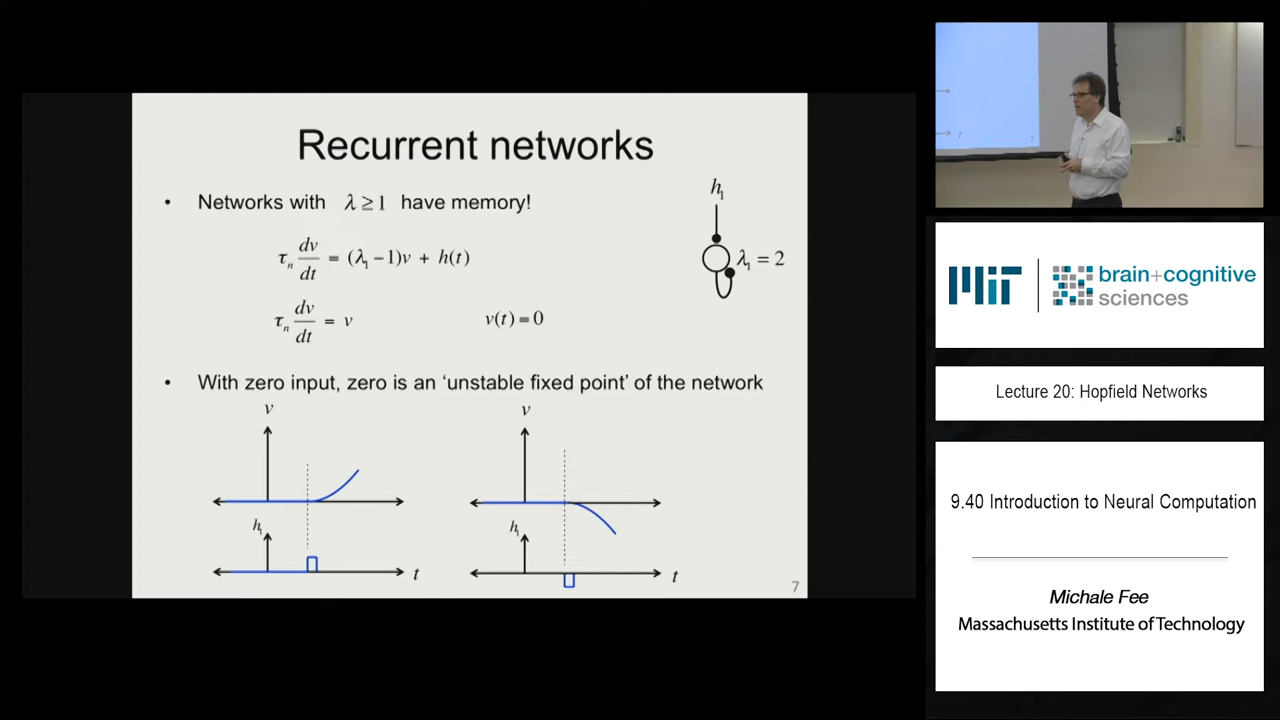 Recurrent networks
• Networks with λ ≥ 1 have memory!
τₙ dv/dt = (λ₁ − 1)v + h(t)
h₁
λ₁ = 2
τₙ dv/dt = v
v(t) = 0
• With zero input, zero is an 'unstable fixed point' of the network
v
v
h₁
t
h₁
t
7
MIT
brain+cognitive
sciences
Lecture 20: Hopfield Networks
9.40 Introduction to Neural Computation
Michale Fee
Massachusetts Institute of Technology